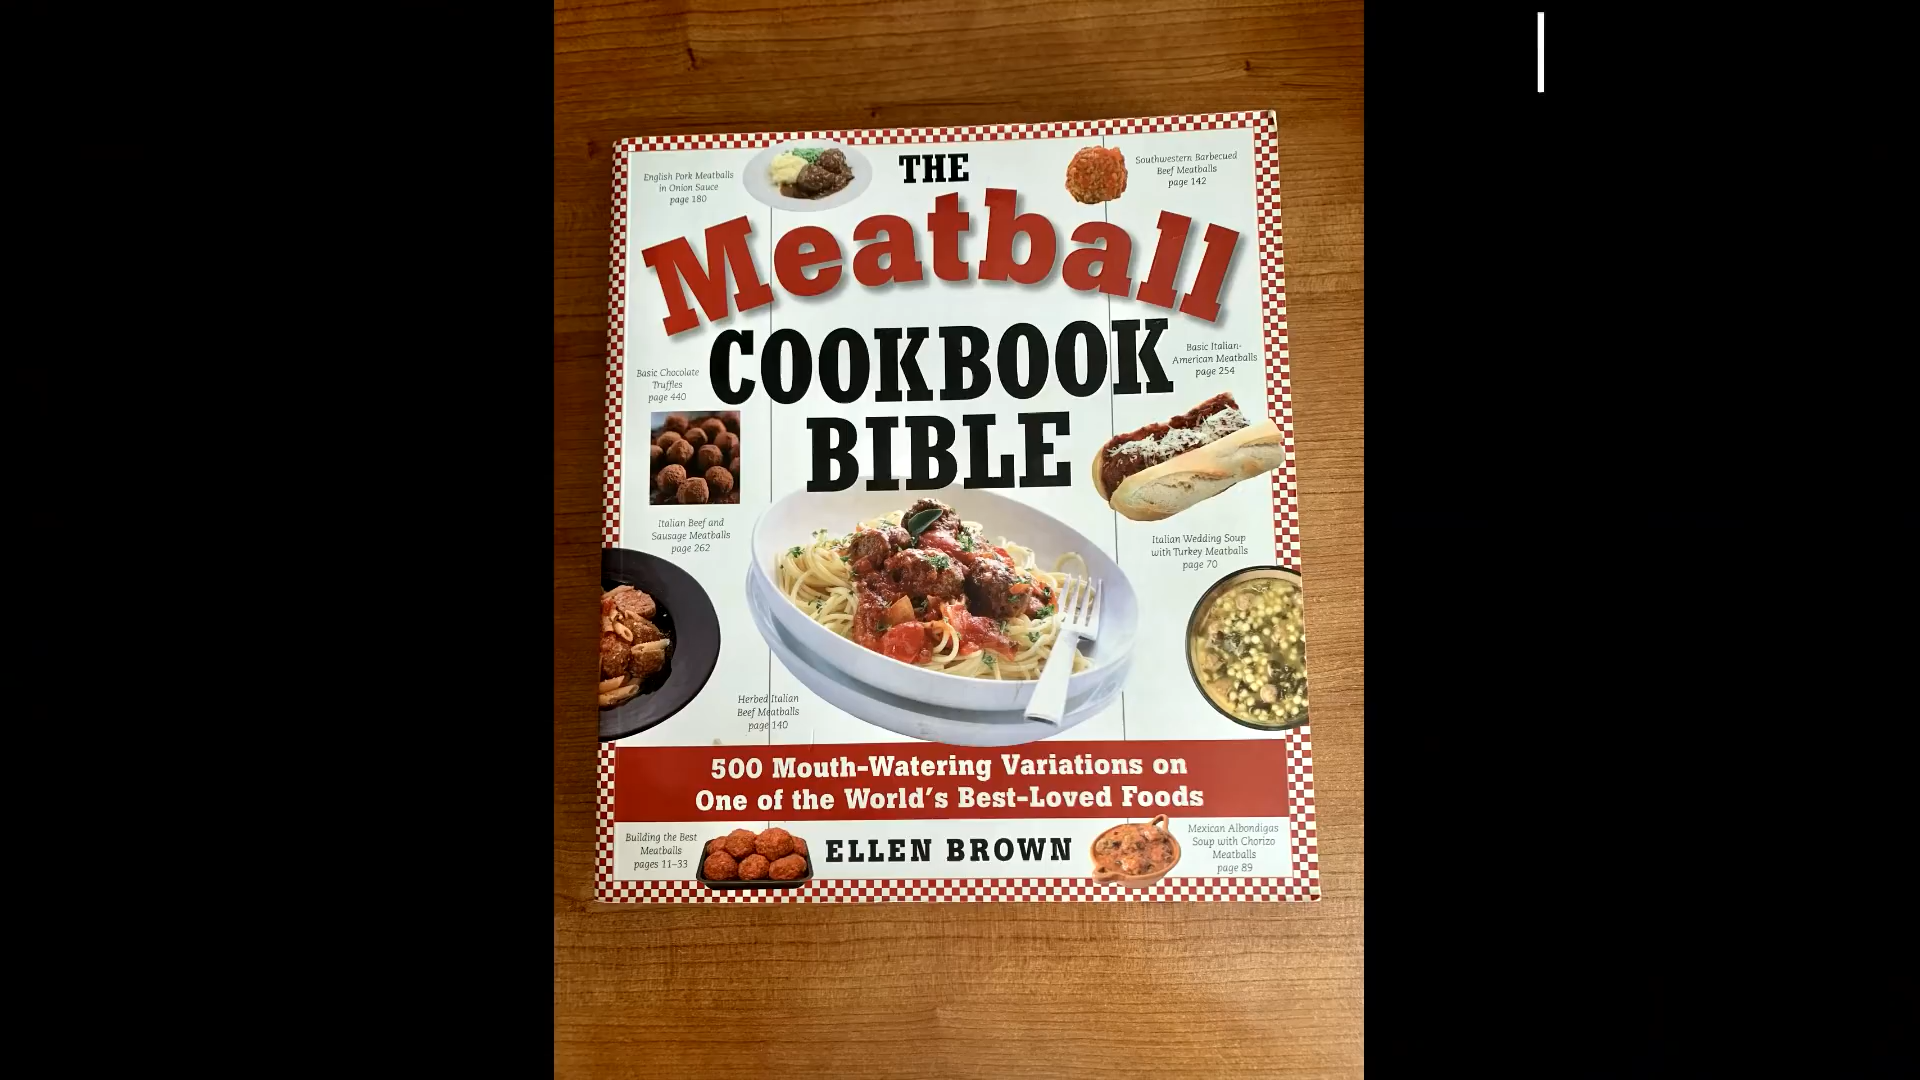 THE
Meatball
COOKBOOK
BIBLE
English Pork Meatballs
in Onion Sauce
page 180
Southwestern Barbecued
Beef Meatballs
page 142
Basic Chocolate
Truffles
page 440
Basic Italian-
American Meatballs
page 254
Italian Beef and
Sausage Meatballs
page 262
Italian Wedding Soup
with Turkey Meatballs
page 70
Herbed Italian
Beef Meatballs
page 140
500 Mouth-Watering Variations on
One of the World's Best-Loved Foods
Building the Best
Meatballs
pages 11–33
ELLEN BROWN
Mexican Albondigas
Soup with Chorizo
Meatballs
page 89